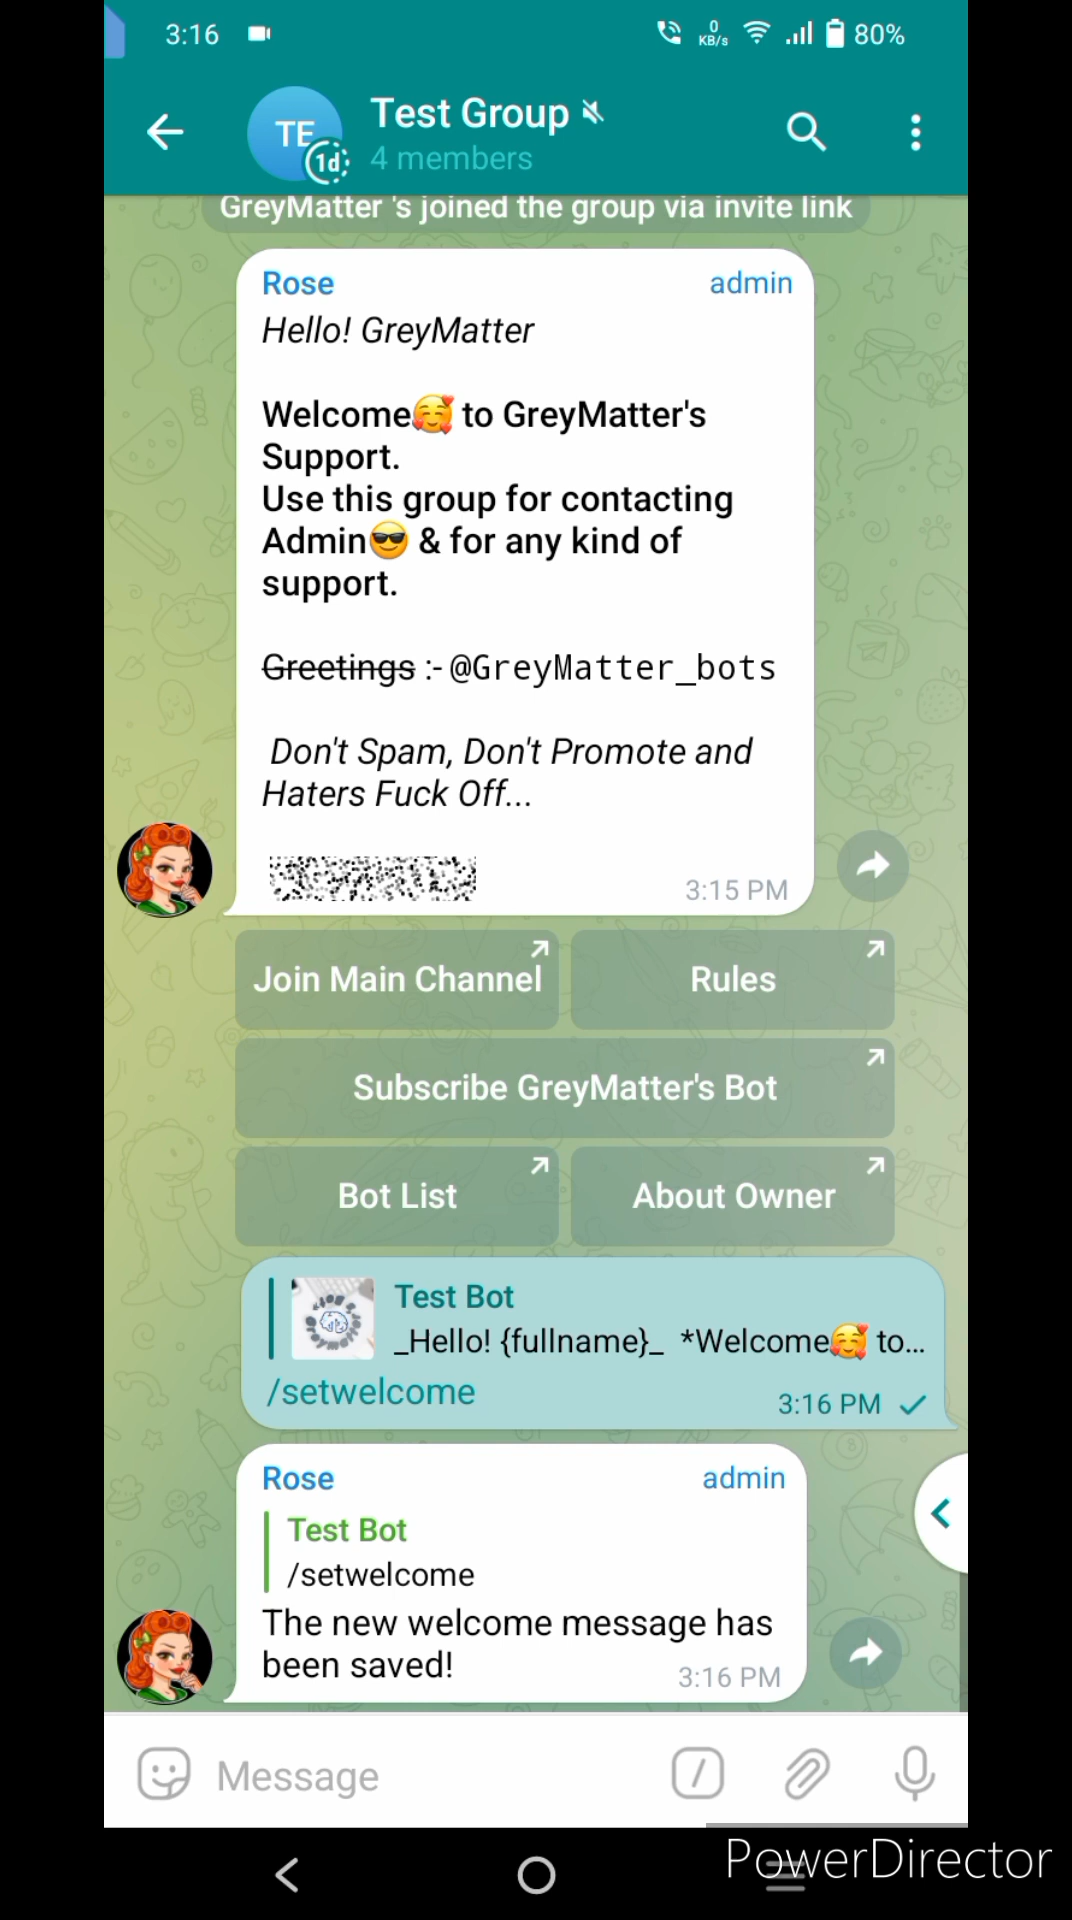 3:16
0
KB/s
80%
TE
1d
Test Group
4 members
GreyMatter 's joined the group via invite link
Rose
admin
Hello! GreyMatter
Welcome🥰 to GreyMatter's
Support.
Use this group for contacting
Admin😎 & for any kind of
support.
Greetings :- @GreyMatter_bots
Don't Spam, Don't Promote and
Haters Fuck Off...
3:15 PM
Join Main Channel
Rules
Subscribe GreyMatter's Bot
Bot List
About Owner
Test Bot
_Hello! {fullname}_ *Welcome🥰 to...
/setwelcome
3:16 PM
Rose
admin
Test Bot
/setwelcome
The new welcome message has
been saved!
3:16 PM
Message
PowerDirector